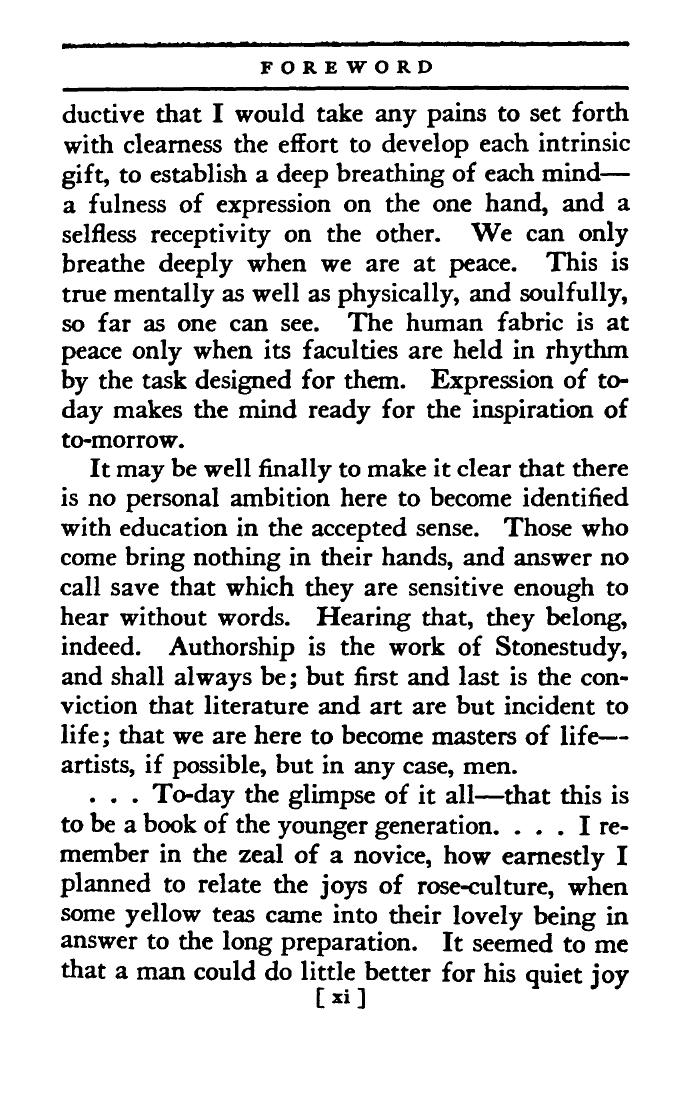 FOREWORD
ductive that I would take any pains to set forth
with clearness the effort to develop each intrinsic
gift, to establish a deep breathing of each mind—
a fulness of expression on the one hand, and a
selfless receptivity on the other. We can only
breathe deeply when we are at peace. This is
true mentally as well as physically, and soulfully,
so far as one can see. The human fabric is at
peace only when its faculties are held in rhythm
by the task designed for them. Expression of to-
day makes the mind ready for the inspiration of
to-morrow.
It may be well finally to make it clear that there
is no personal ambition here to become identified
with education in the accepted sense. Those who
come bring nothing in their hands, and answer no
call save that which they are sensitive enough to
hear without words. Hearing that, they belong,
indeed. Authorship is the work of Stonestudy,
and shall always be; but first and last is the con-
viction that literature and art are but incident to
life; that we are here to become masters of life—
artists, if possible, but in any case, men.
. . . To-day the glimpse of it all—that this is
to be a book of the younger generation. . . . I re-
member in the zeal of a novice, how earnestly I
planned to relate the joys of rose-culture, when
some yellow teas came into their lovely being in
answer to the long preparation. It seemed to me
that a man could do little better for his quiet joy
[ xi ]